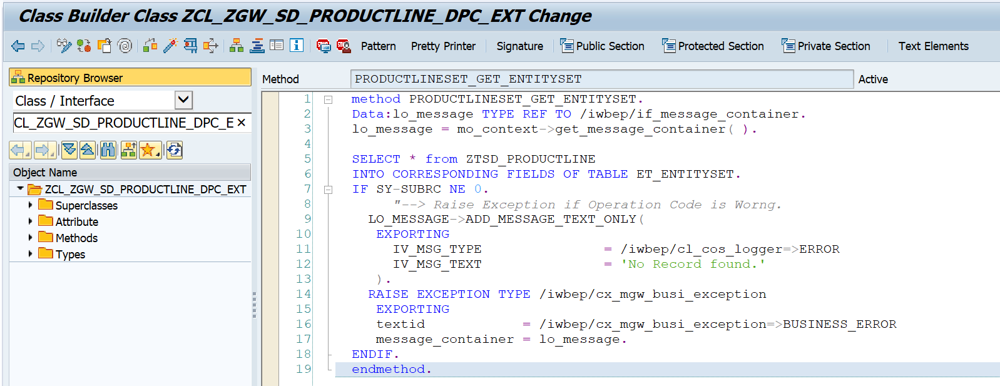 Class Builder Class ZCL_ZGW_SD_PRODUCTLINE_DPC_EXT Change
Pattern Pretty Printer Signature Public Section Protected Section Private Section Text Elements
Repository Browser
Class / Interface
CL_ZGW_SD_PRODUCTLINE_DPC_E
Object Name
ZCL_ZGW_SD_PRODUCTLINE_DPC_EXT
Superclasses
Attribute
Methods
Types
Method PRODUCTLINESET_GET_ENTITYSET Active
1 method PRODUCTLINESET_GET_ENTITYSET.
2 Data:lo_message TYPE REF TO /iwbep/if_message_container.
3 lo_message = mo_context->get_message_container( ).
4
5 SELECT * from ZTSD_PRODUCTLINE
6 INTO CORRESPONDING FIELDS OF TABLE ET_ENTITYSET.
7 IF SY-SUBRC NE 0.
8 "--> Raise Exception if Operation Code is Worng.
9 LO_MESSAGE->ADD_MESSAGE_TEXT_ONLY(
10 EXPORTING
11 IV_MSG_TYPE = /iwbep/cl_cos_logger=>ERROR
12 IV_MSG_TEXT = 'No Record found.'
13 ).
14 RAISE EXCEPTION TYPE /iwbep/cx_mgw_busi_exception
15 EXPORTING
16 textid = /iwbep/cx_mgw_busi_exception=>BUSINESS_ERROR
17 message_container = lo_message.
18 ENDIF.
19 endmethod.